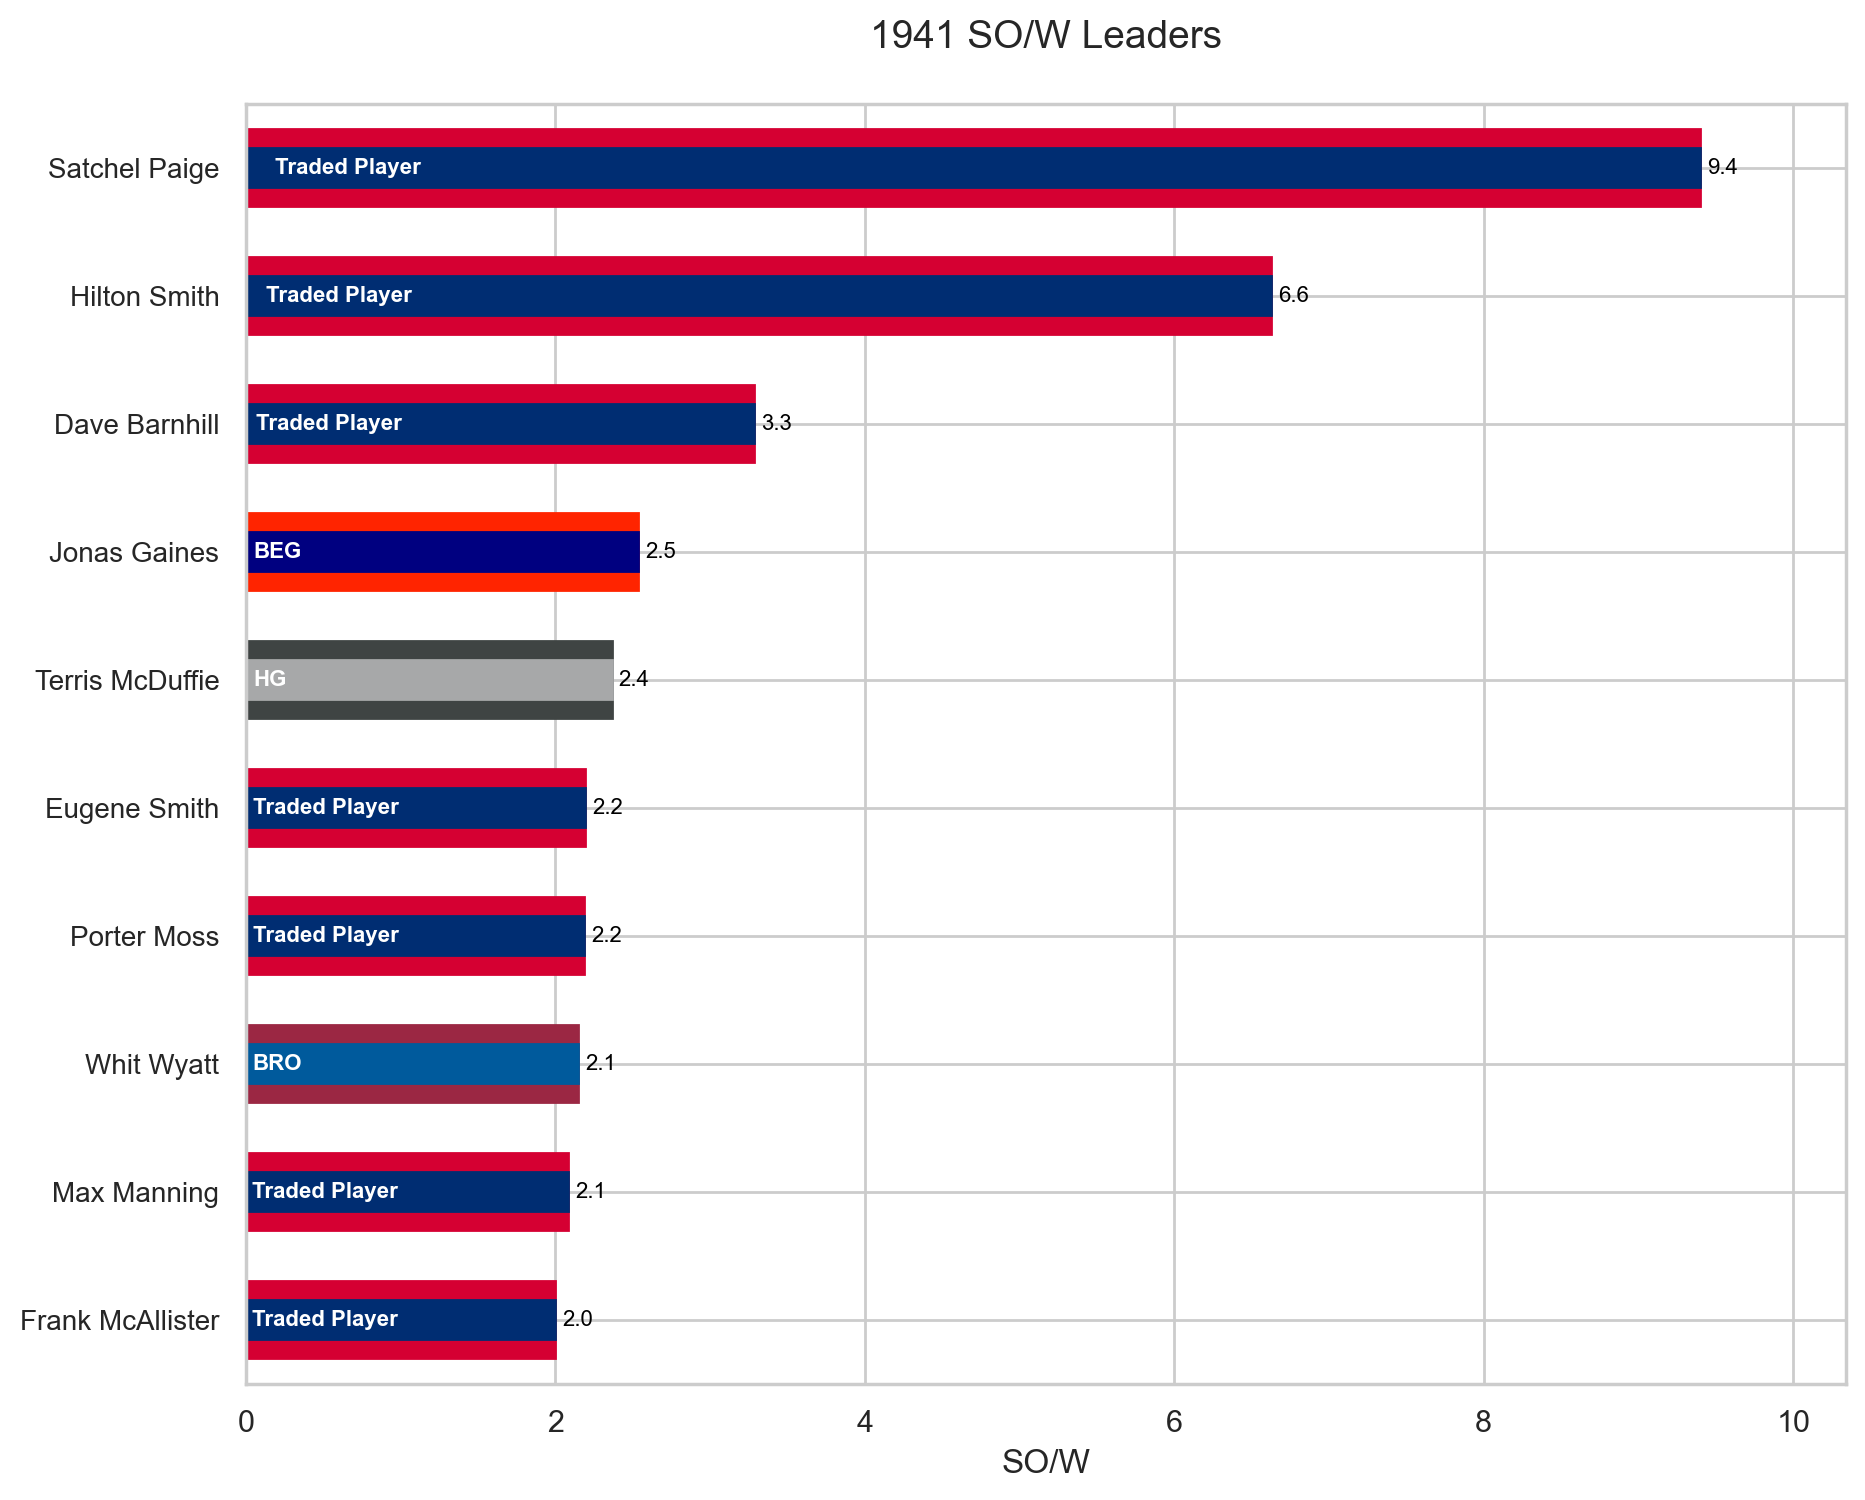 1941 SO/W Leaders
Satchel Paige Traded Player 9.4
Hilton Smith Traded Player 6.6
Dave Barnhill Traded Player 3.3
Jonas Gaines BEG 2.5
Terris McDuffie HG 2.4
Eugene Smith Traded Player 2.2
Porter Moss Traded Player 2.2
Whit Wyatt BRO 2.1
Max Manning Traded Player 2.1
Frank McAllister Traded Player 2.0
0 2 4 6 8 10
SO/W